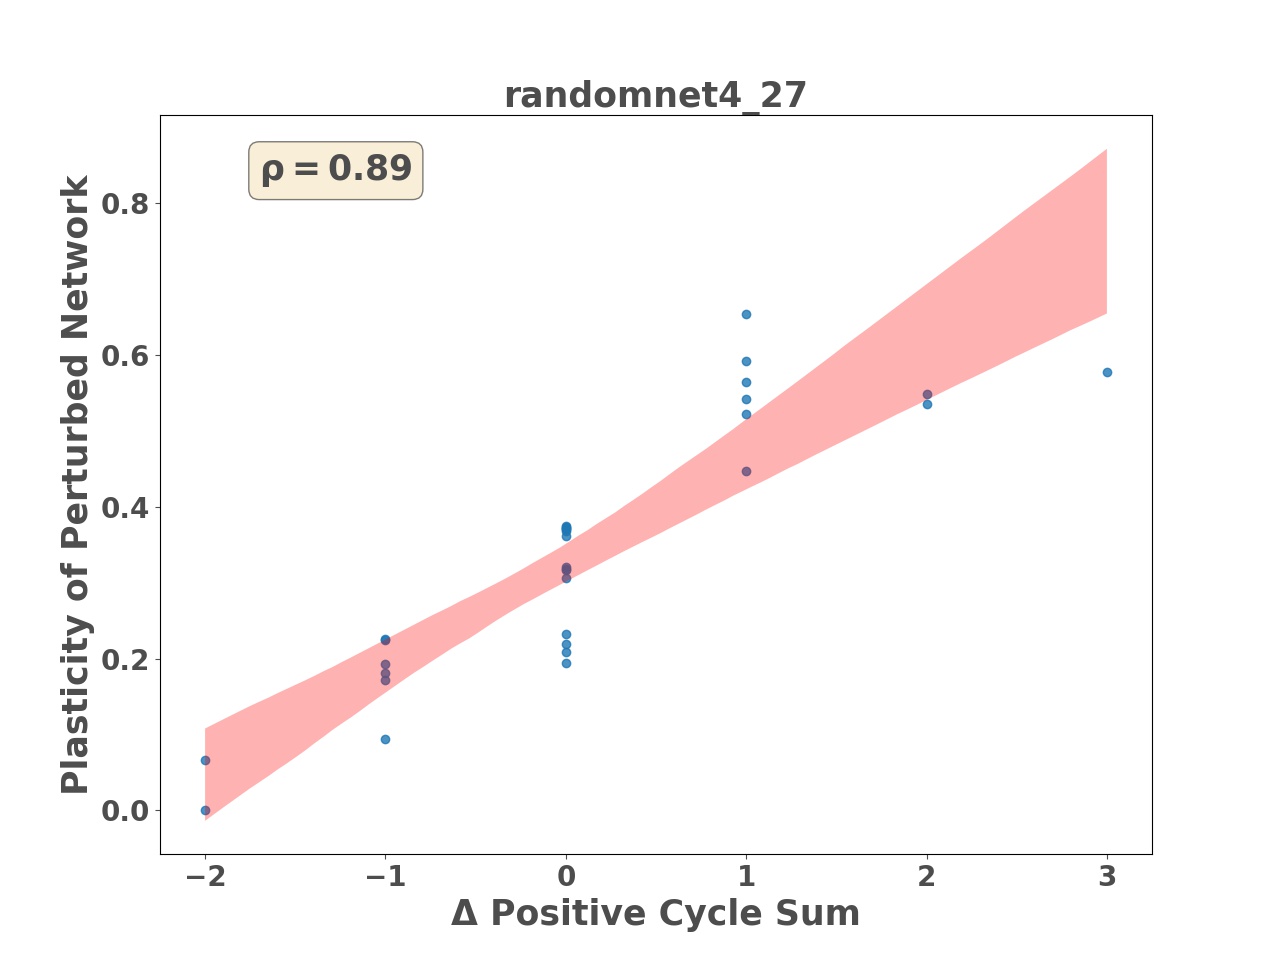 randomnet4_27
ρ = 0.89
Plasticity of Perturbed Network
0.8
0.6
0.4
0.2
0.0
−2 −1 0 1 2 3
Δ Positive Cycle Sum